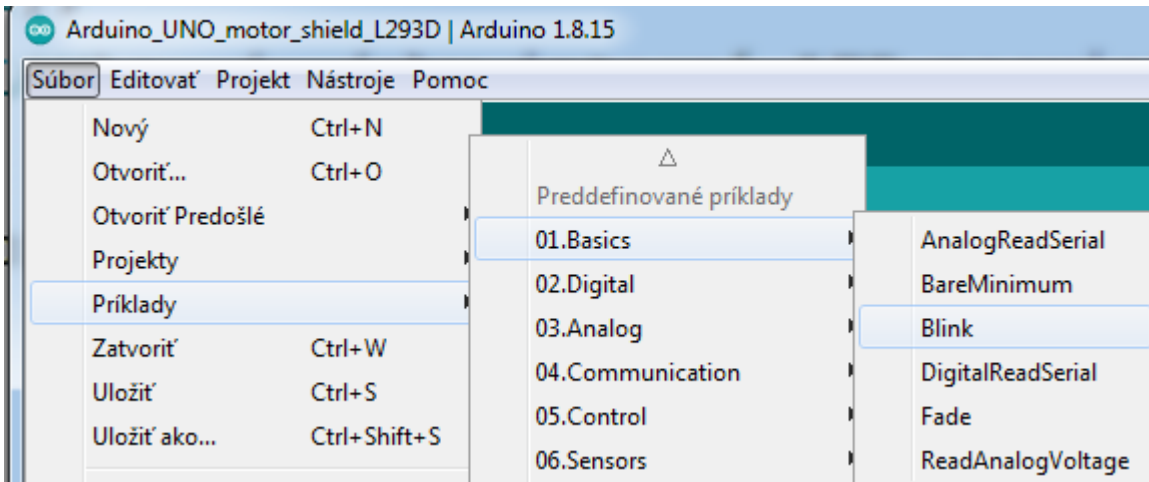 Arduino_UNO_motor_shield_L293D | Arduino 1.8.15
Súbor Editovať Projekt Nástroje Pomoc
Nový Ctrl+N
Otvoriť... Ctrl+O
Otvoriť Predošlé
Projekty
Príklady
Zatvoriť Ctrl+W
Uložiť Ctrl+S
Uložiť ako... Ctrl+Shift+S
Preddefinované príklady
01.Basics
02.Digital
03.Analog
04.Communication
05.Control
06.Sensors
AnalogReadSerial
BareMinimum
Blink
DigitalReadSerial
Fade
ReadAnalogVoltage